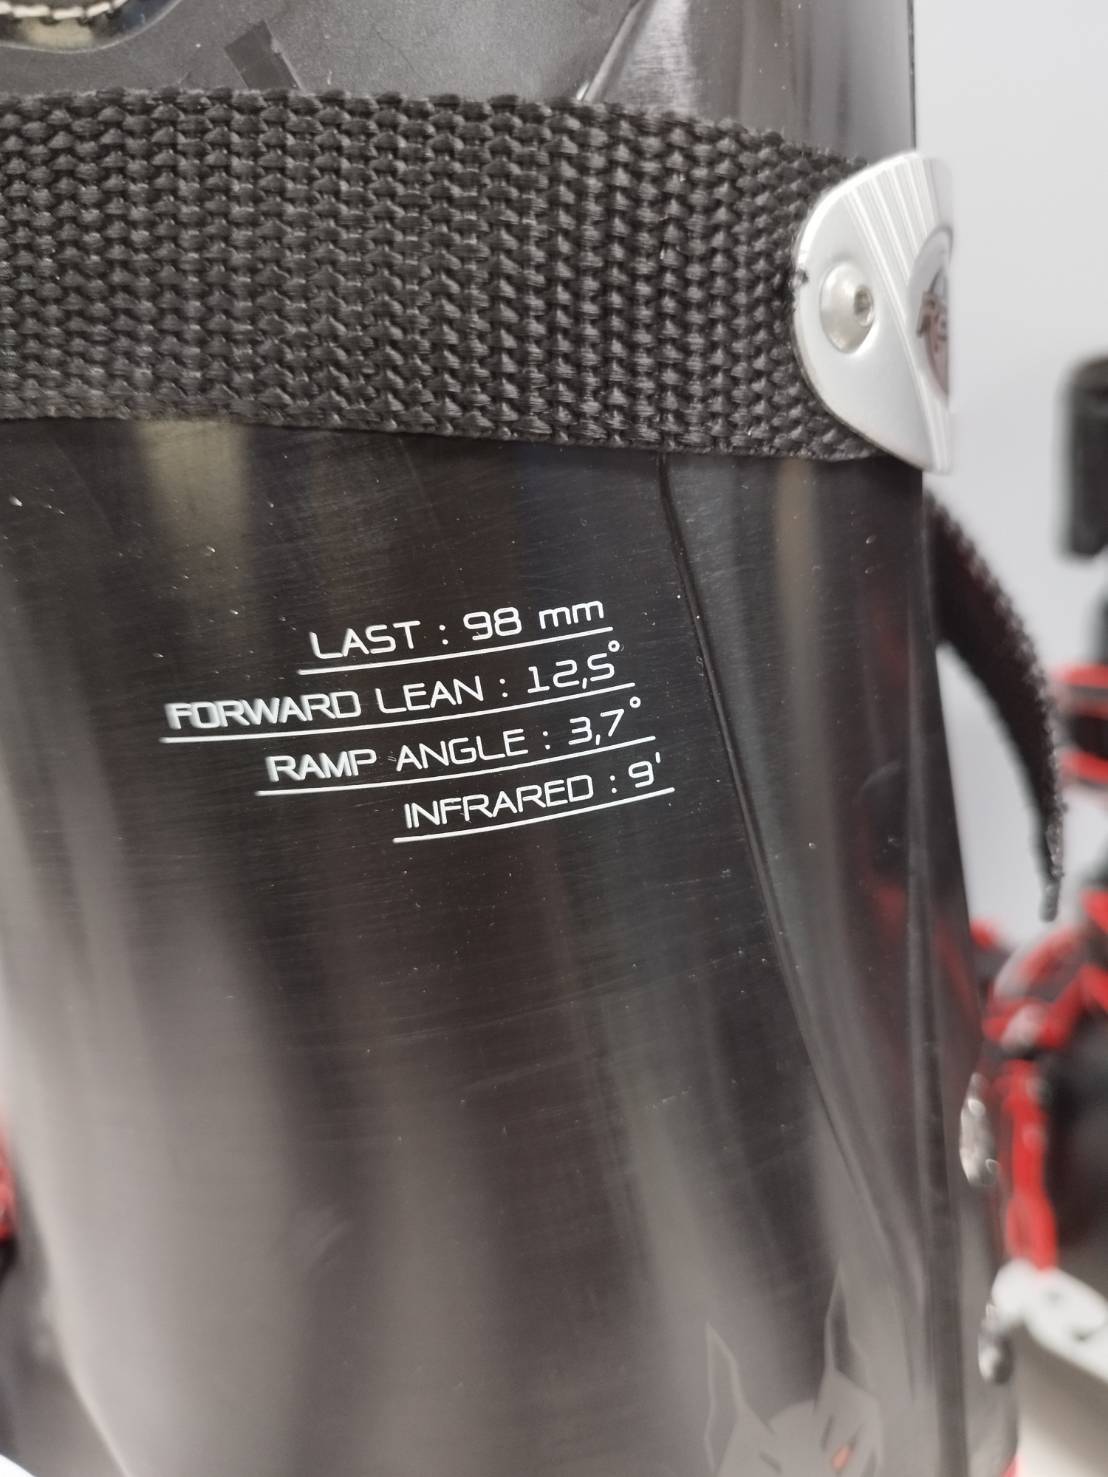 LAST : 98 mm
FORWARD LEAN : 12,5°
RAMP ANGLE : 3,7°
INFRARED : 9'